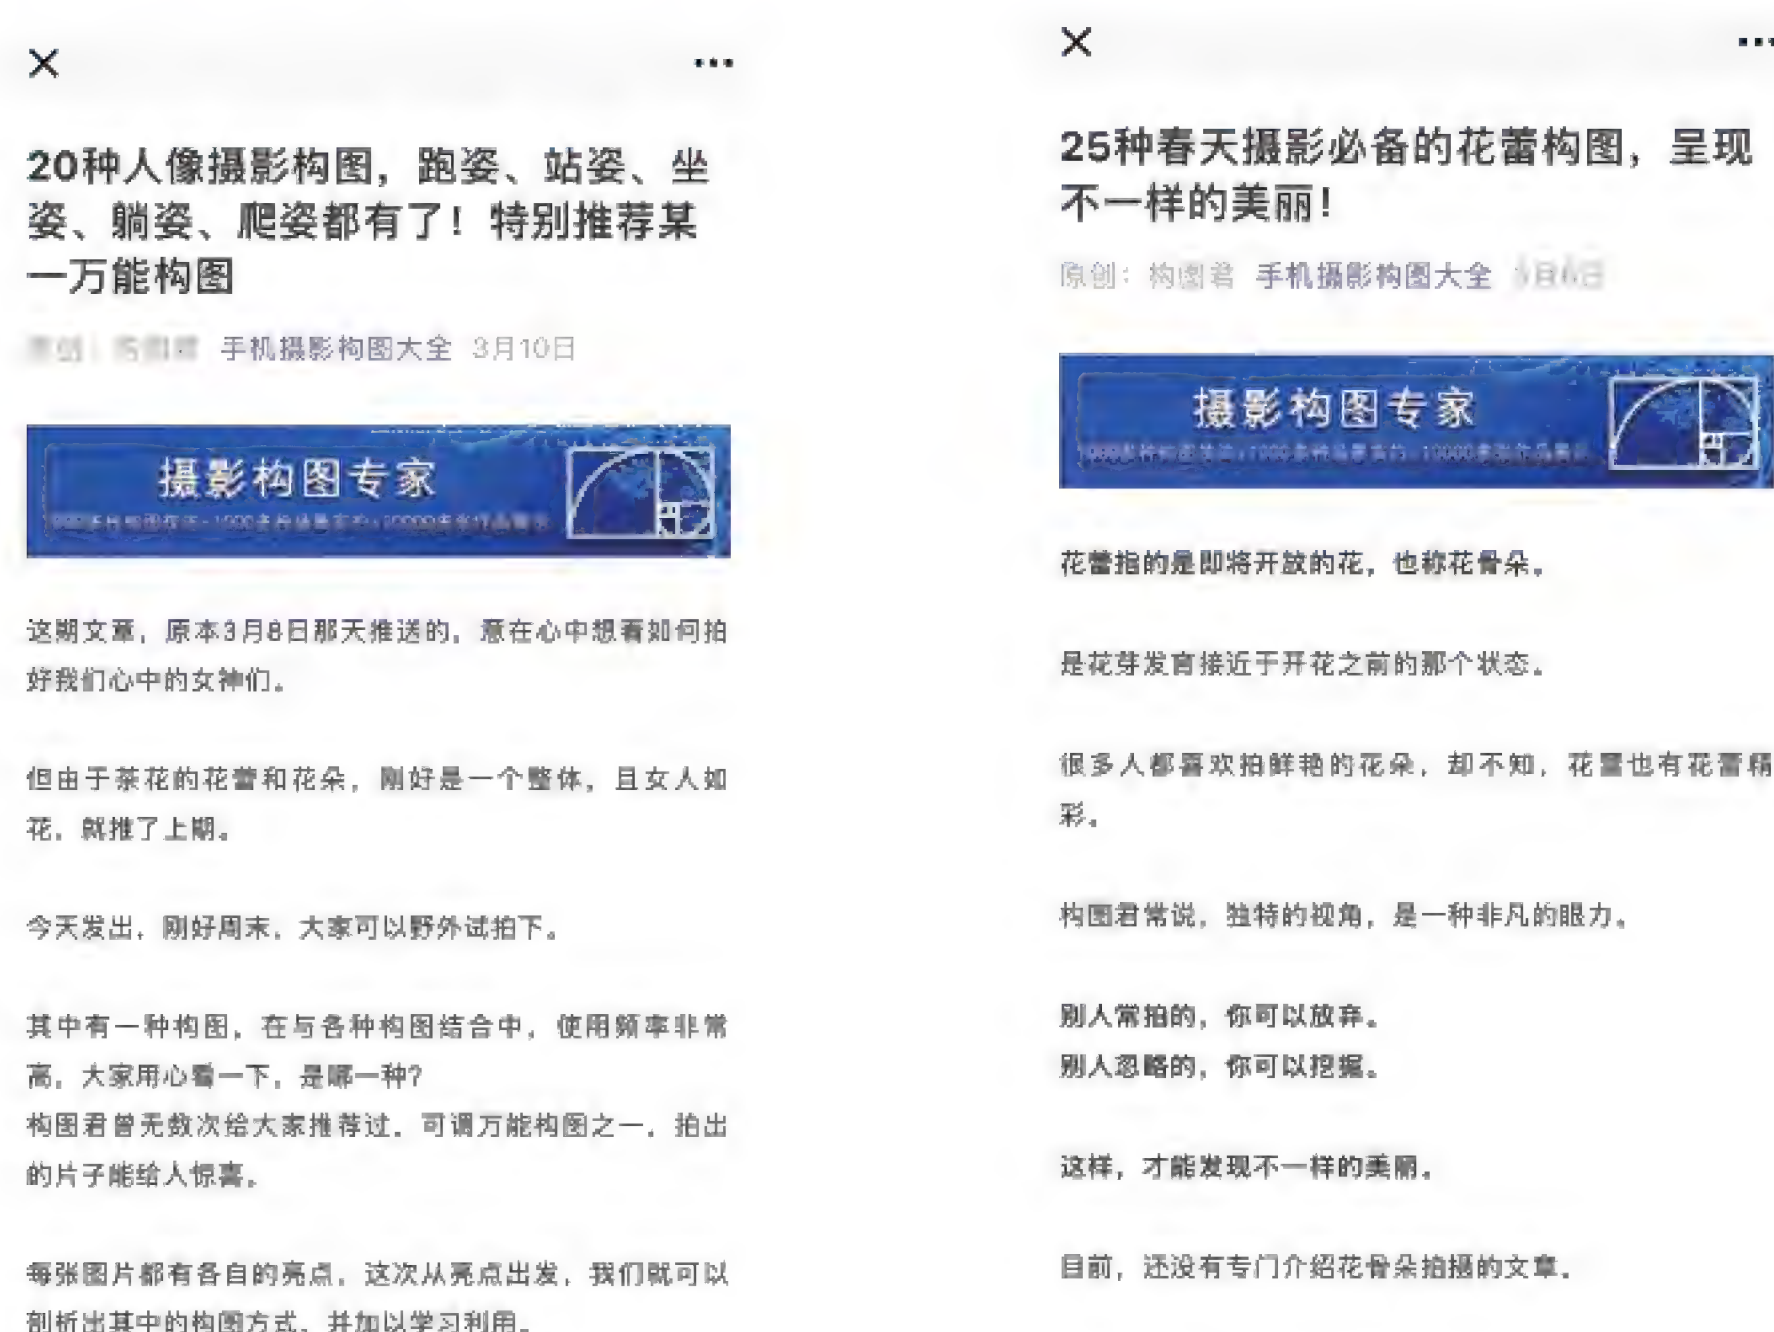 20种人像摄影构图，跑姿、站姿、坐
姿、躺姿、爬姿都有了！特别推荐某
一万能构图
手机摄影构图大全 3月10日
摄影构图专家
这期文章，原本3月8日那天推送的，意在心中想着如何拍
好我们心中的女神们。
但由于茶花的花蕾和花朵，刚好是一个整体，且女人如
花，就推了上期。
今天发出，刚好周末，大家可以野外试拍下。
其中有一种构图，在与各种构图结合中，使用频率非常
高，大家用心看一下，是哪一种？
构图君曾无数次给大家推荐过，可谓万能构图之一，拍出
的片子能给人惊喜。
每张图片都有各自的亮点，这次从亮点出发，我们就可以
剖析出其中的构图方式，并加以学习利用。
25种春天摄影必备的花蕾构图，呈现
不一样的美丽！
原创：构图君 手机摄影构图大全
摄影构图专家
花蕾指的是即将开放的花，也称花骨朵。
是花芽发育接近于开花之前的那个状态。
很多人都喜欢拍鲜艳的花朵，却不知，花蕾也有花蕾精
彩。
构图君常说，独特的视角，是一种非凡的眼力。
别人常拍的，你可以放弃。
别人忽略的，你可以挖掘。
这样，才能发现不一样的美丽。
目前，还没有专门介绍花骨朵拍摄的文章。